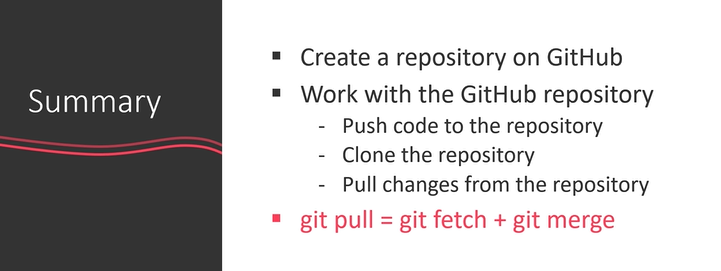 Summary
▪ Create a repository on GitHub
▪ Work with the GitHub repository
- Push code to the repository
- Clone the repository
- Pull changes from the repository
▪ git pull = git fetch + git merge